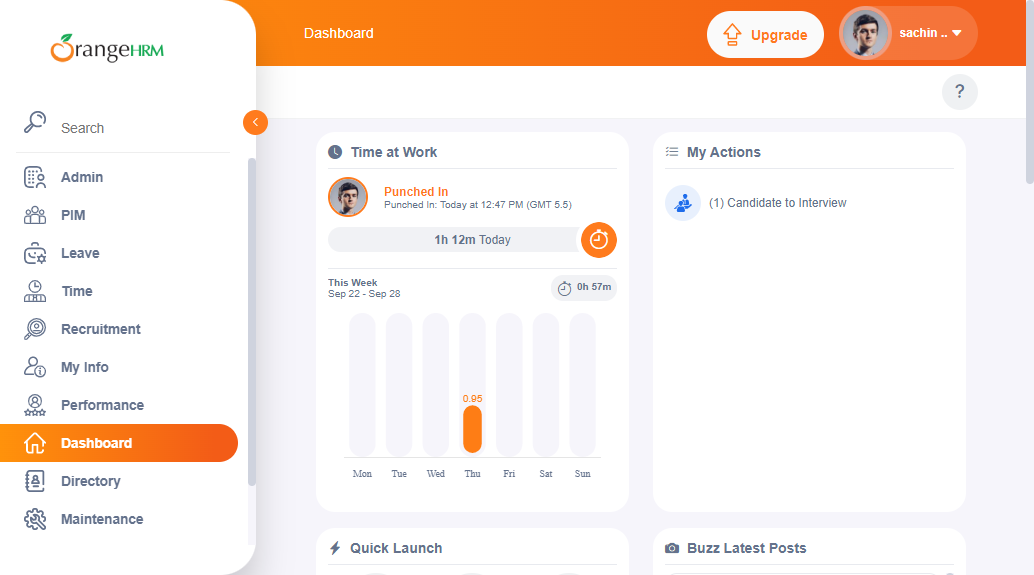 OrangeHRM
Search
Admin
PIM
Leave
Time
Recruitment
My Info
Performance
Dashboard
Directory
Maintenance
Dashboard
Upgrade
sachin ..
?
Time at Work
Punched In
Punched In: Today at 12:47 PM (GMT 5.5)
1h 12m Today
This Week
Sep 22 - Sep 28
0h 57m
0.95
Mon Tue Wed Thu Fri Sat Sun
My Actions
(1) Candidate to Interview
Quick Launch
Buzz Latest Posts